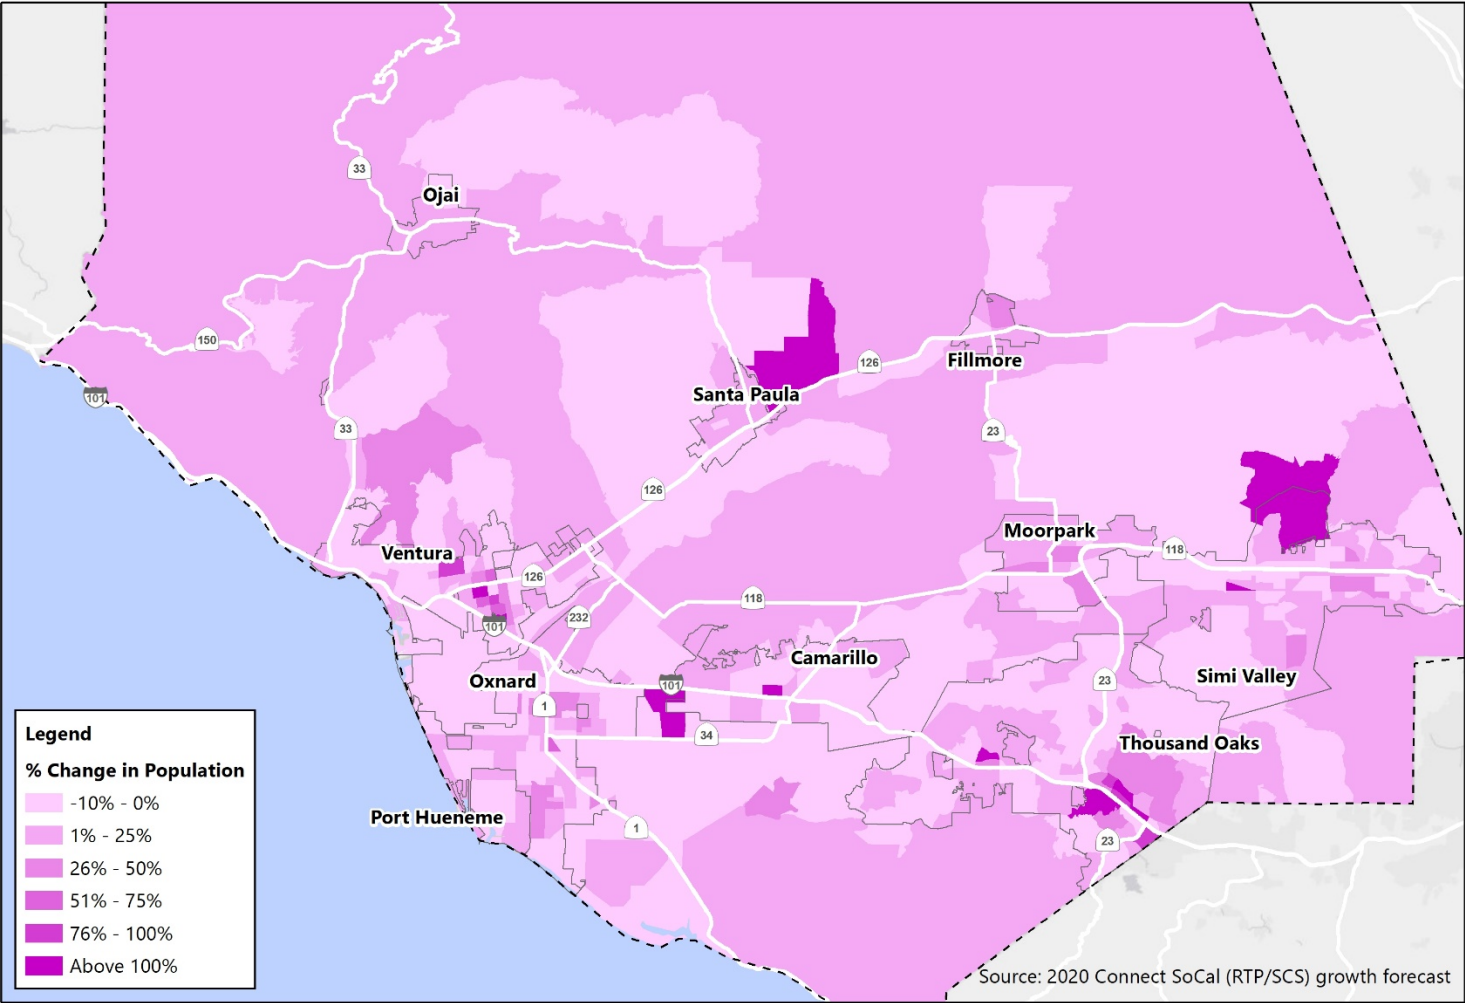 33
Ojai
150
101
33
Santa Paula
126
Fillmore
23
126
Moorpark
118
Ventura
126
232
118
101
Camarillo
Oxnard
101
1
34
23
Simi Valley
Thousand Oaks
Port Hueneme
1
23
Legend
% Change in Population
-10% - 0%
1% - 25%
26% - 50%
51% - 75%
76% - 100%
Above 100%
Source: 2020 Connect SoCal (RTP/SCS) growth forecast